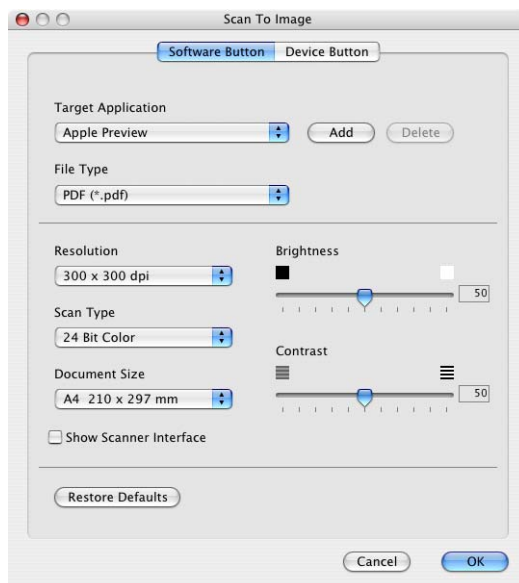 Scan To Image
Software Button Device Button
Target Application
Apple Preview Add Delete
File Type
PDF (*.pdf)
Resolution Brightness
300 x 300 dpi
50
Scan Type
24 Bit Color
Contrast
Document Size
A4 210 x 297 mm 50
Show Scanner Interface
Restore Defaults
Cancel OK